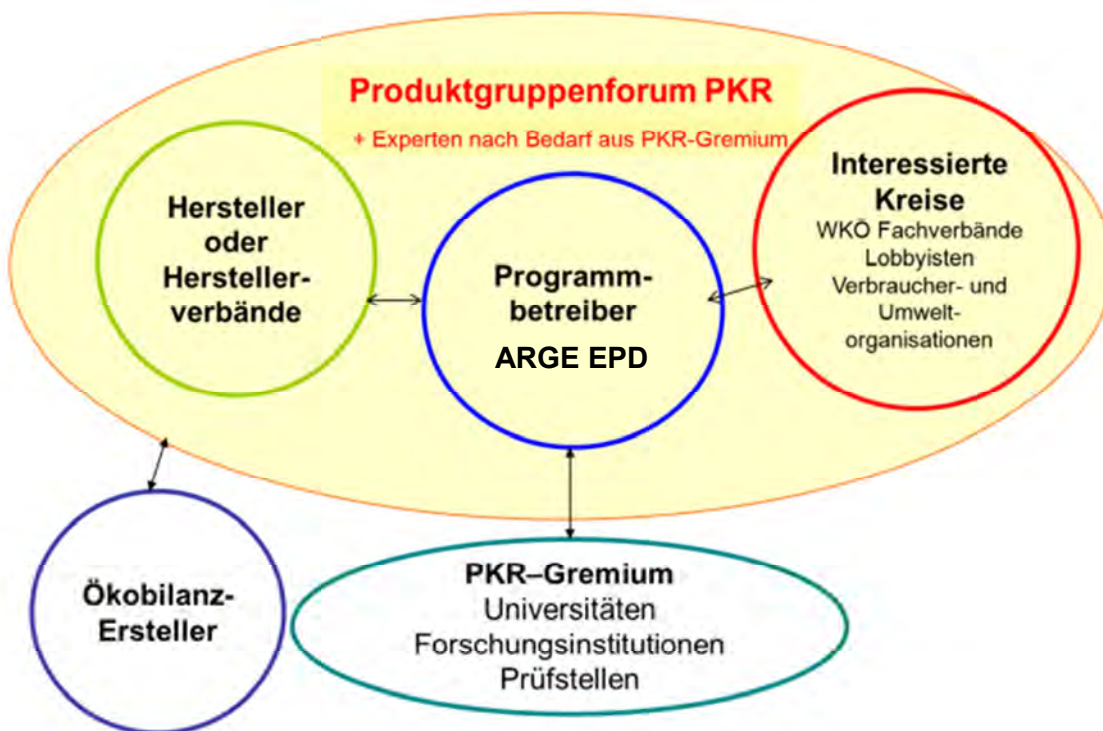 Produktgruppenforum PKR
+ Experten nach Bedarf aus PKR-Gremium
Hersteller
oder
Hersteller-
verbände
Programm-
betreiber
ARGE EPD
Interessierte
Kreise
WKÖ Fachverbände
Lobbyisten
Verbraucher- und
Umwelt-
organisationen
Ökobilanz-
Ersteller
PKR–Gremium
Universitäten
Forschungsinstitutionen
Prüfstellen